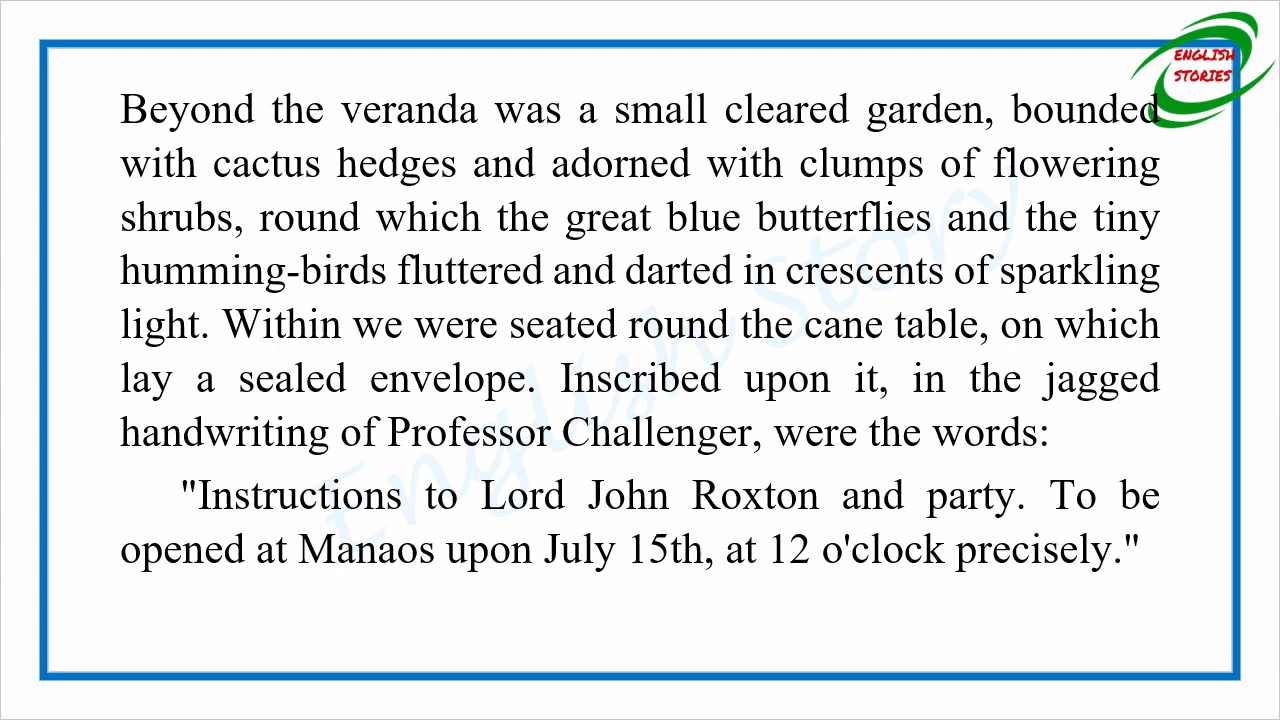 ENGLISH
STORIES
Beyond the veranda was a small cleared garden, bounded
with cactus hedges and adorned with clumps of flowering
shrubs, round which the great blue butterflies and the tiny
humming-birds fluttered and darted in crescents of sparkling
light. Within we were seated round the cane table, on which
lay a sealed envelope. Inscribed upon it, in the jagged
handwriting of Professor Challenger, were the words:
"Instructions to Lord John Roxton and party. To be
opened at Manaos upon July 15th, at 12 o'clock precisely."
English Story